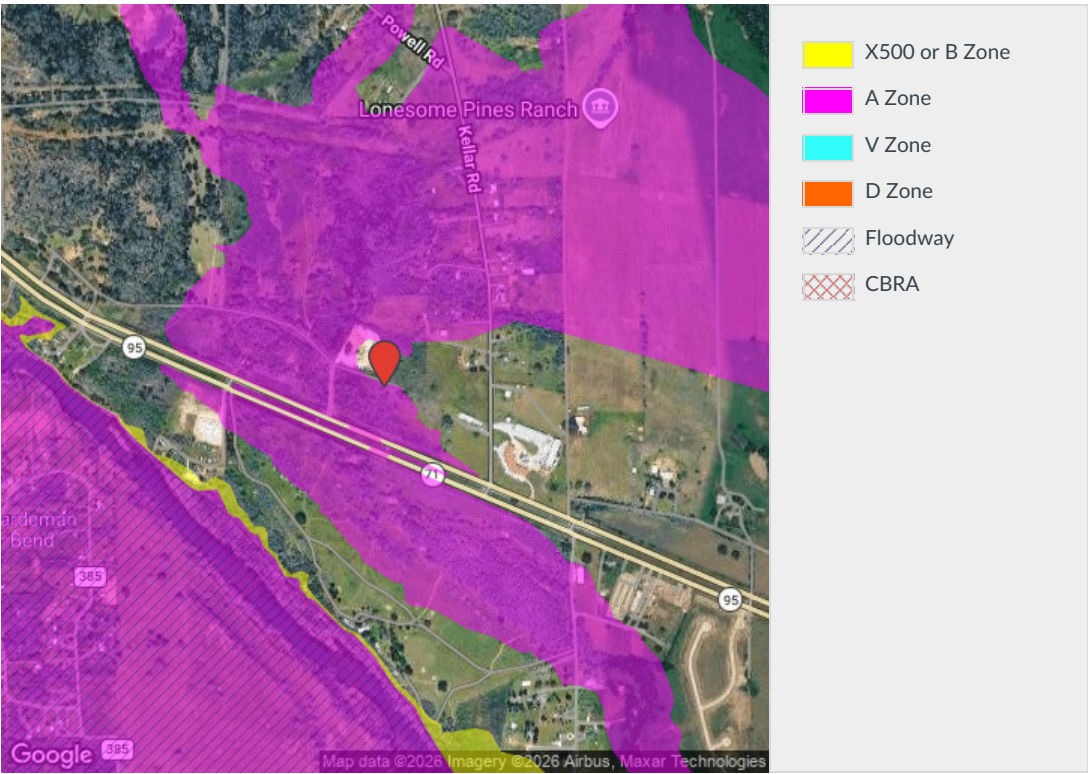 Powell Rd
Lonesome Pines Ranch
Kellar Rd
95
71
ardeman
Bend
385
95
385
Google
Map data ©2026 Imagery ©2026 Airbus, Maxar Technologies
X500 or B Zone
A Zone
V Zone
D Zone
Floodway
CBRA